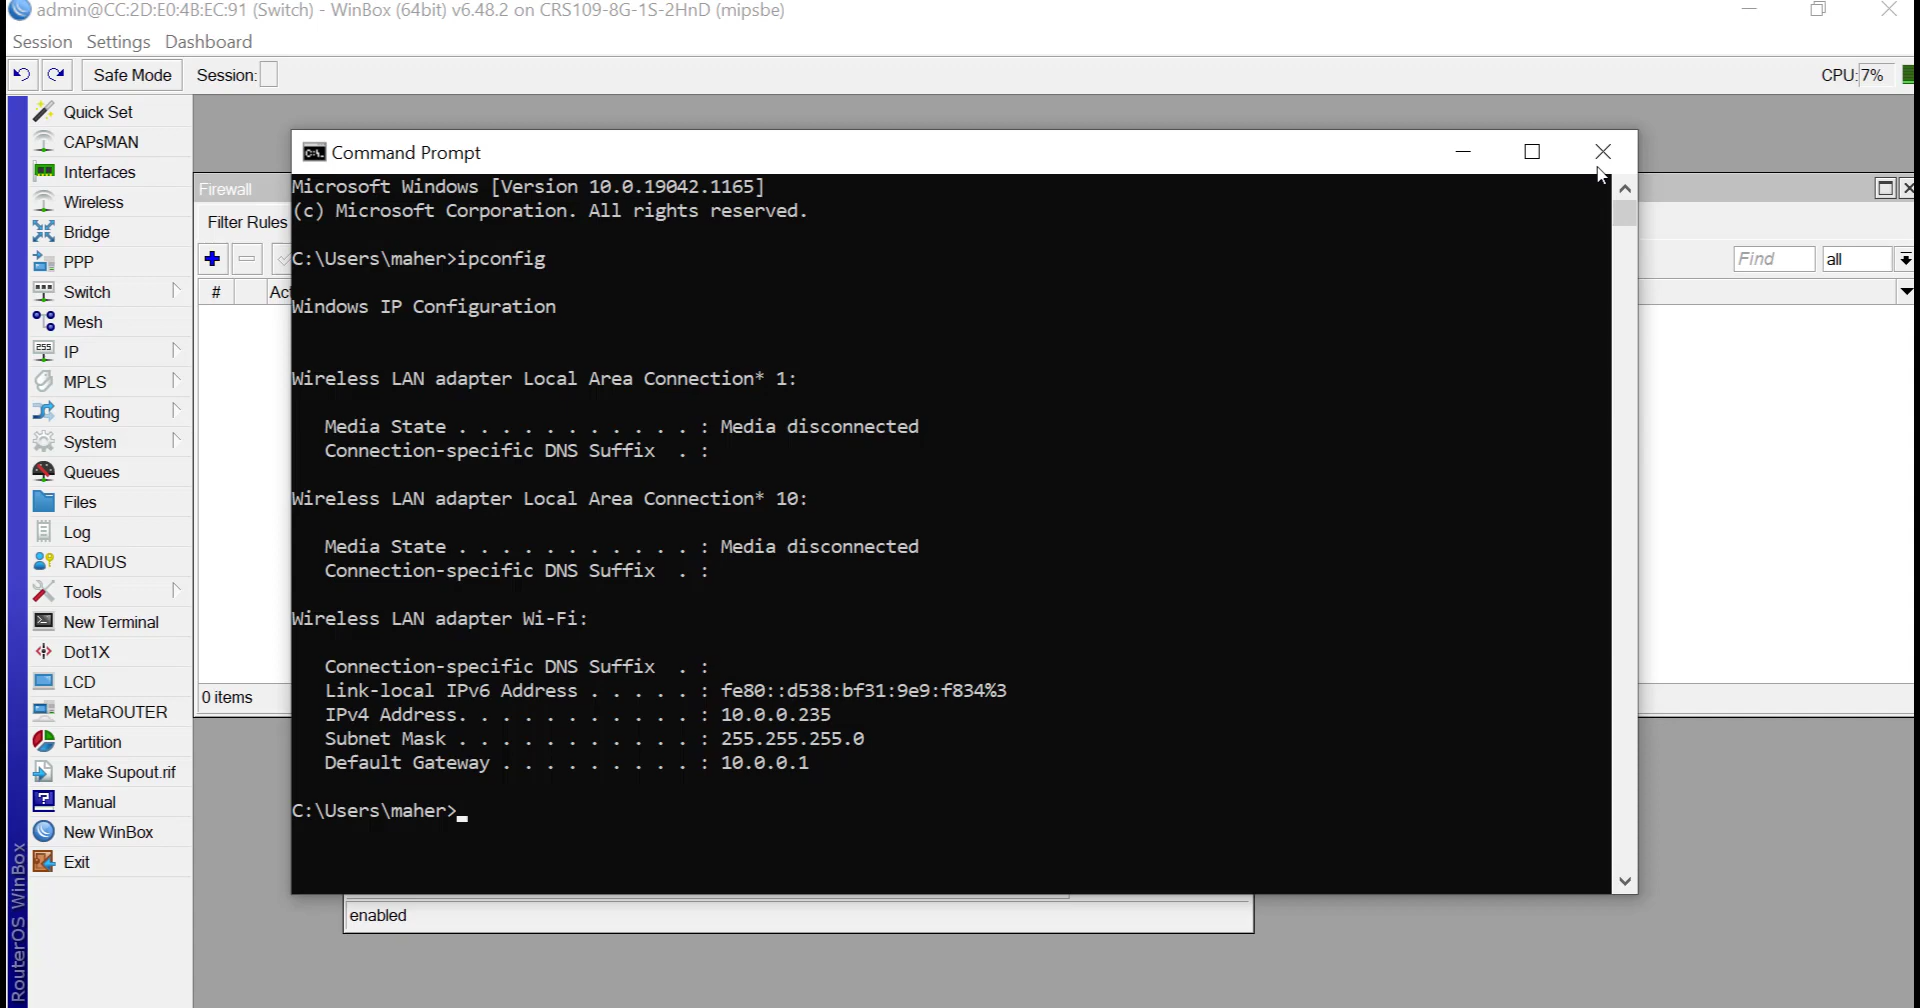 admin@CC:2D:E0:4B:EC:91 (Switch) - WinBox (64bit) v6.48.2 on CRS109-8G-1S-2HnD (mipsbe)
Session Settings Dashboard
Safe Mode Session: CPU: 7%
Quick Set
CAPsMAN
Interfaces
Wireless
Bridge
PPP
Switch
Mesh
IP
MPLS
Routing
System
Queues
Files
Log
RADIUS
Tools
New Terminal
Dot1X
LCD
MetaROUTER
Partition
Make Supout.rif
Manual
New WinBox
Exit
RouterOS WinBox
Firewall
Filter Rules
Find all
#
0 items
Command Prompt
Microsoft Windows [Version 10.0.19042.1165]
(c) Microsoft Corporation. All rights reserved.
C:\Users\maher>ipconfig
Windows IP Configuration
Wireless LAN adapter Local Area Connection* 1:
Media State . . . . . . . . . . . : Media disconnected
Connection-specific DNS Suffix . :
Wireless LAN adapter Local Area Connection* 10:
Media State . . . . . . . . . . . : Media disconnected
Connection-specific DNS Suffix . :
Wireless LAN adapter Wi-Fi:
Connection-specific DNS Suffix . :
Link-local IPv6 Address . . . . . : fe80::d538:bf31:9e9:f834%3
IPv4 Address. . . . . . . . . . . : 10.0.0.235
Subnet Mask . . . . . . . . . . . : 255.255.255.0
Default Gateway . . . . . . . . . : 10.0.0.1
C:\Users\maher>
enabled